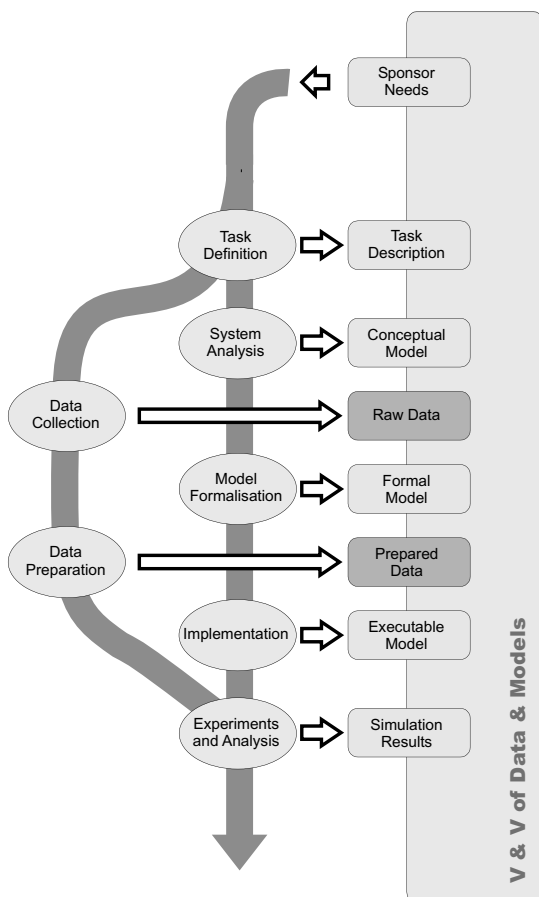 Sponsor
Needs
Task
Definition
Task
Description
System
Analysis
Conceptual
Model
Data
Collection
Raw Data
Model
Formalisation
Formal
Model
Data
Preparation
Prepared
Data
Implementation
Executable
Model
Experiments
and Analysis
Simulation
Results
V & V of Data & Models